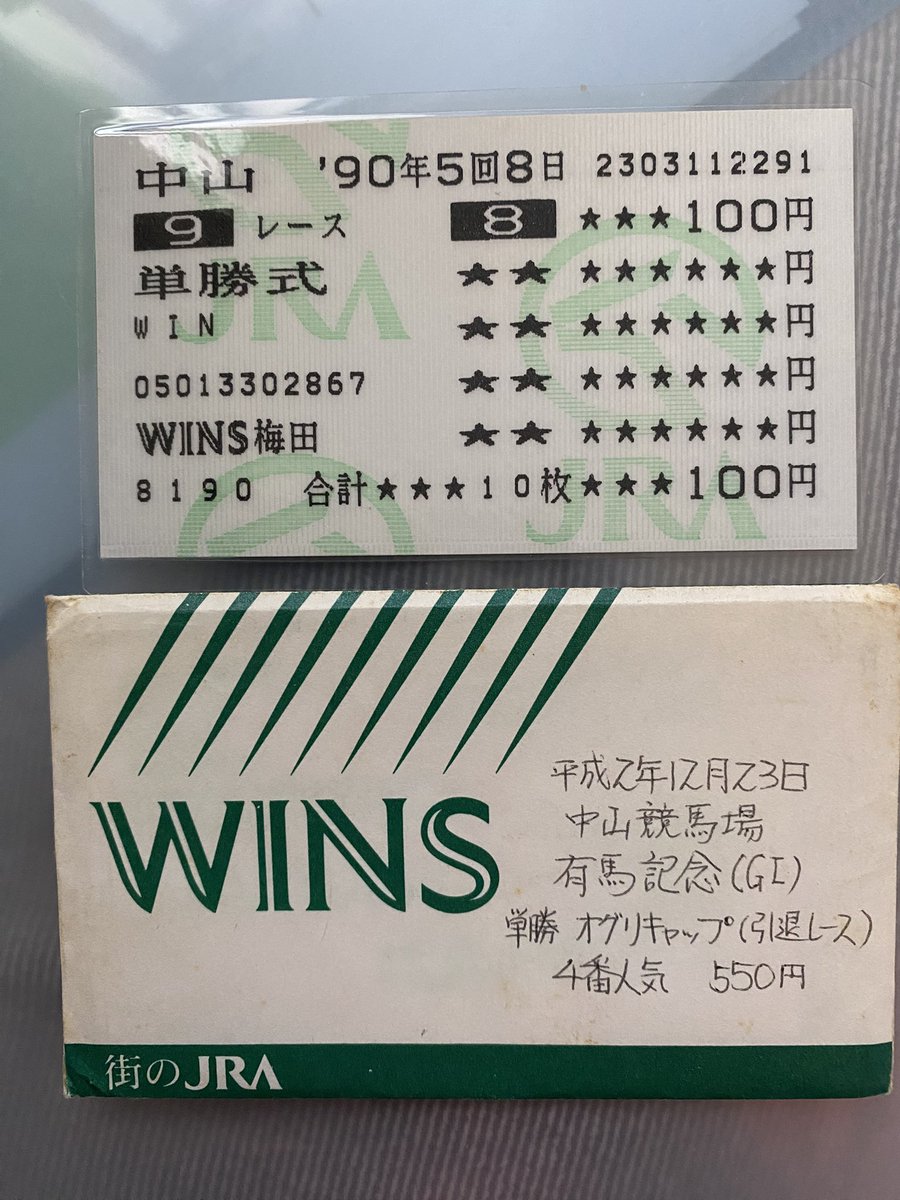 中山 '90年5回8日 2303112291
9 レース 8 ★★★100円
単勝式 ★★ ★★★★★★円
WIN ★★ ★★★★★★円
05013302867 ★★ ★★★★★★円
WINS梅田 ★★ ★★★★★★円
8190 合計★★★10枚★★★100円
JRA
JRA
WINS
平成2年12月23日
中山競馬場
有馬記念(GI)
単勝 オグリキャップ(引退レース)
4番人気 550円
街のJRA